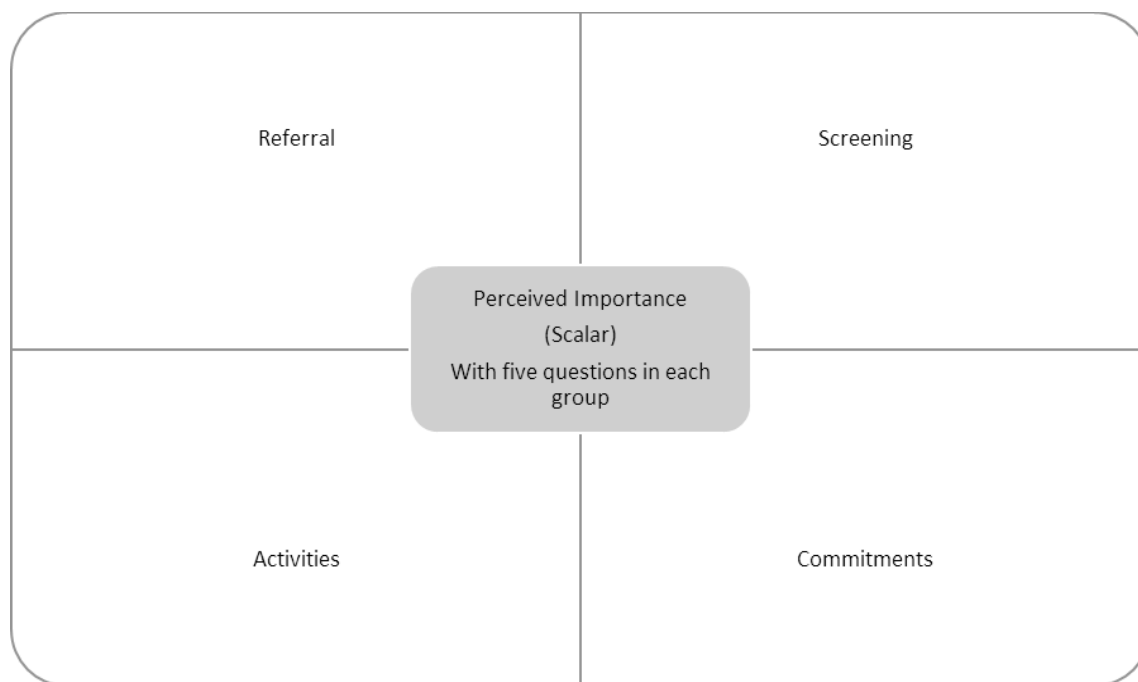 Referral
Screening
Perceived Importance
(Scalar)
With five questions in each
group
Activities
Commitments